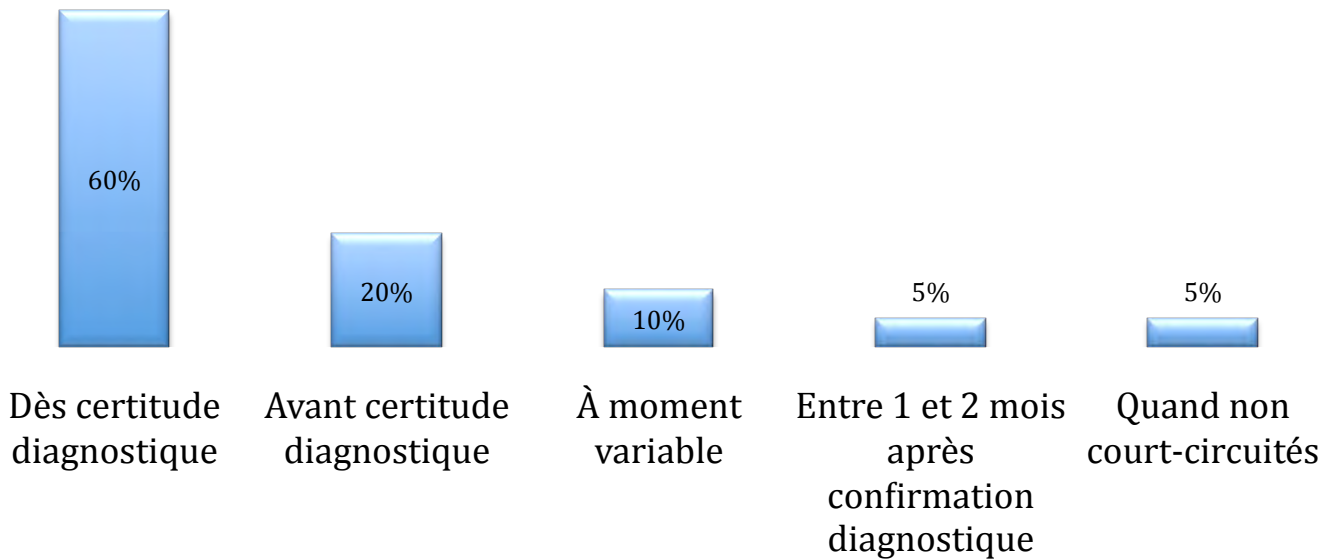 60%
20%
10%
5%
5%
Dès certitude
diagnostique
Avant certitude
diagnostique
À moment
variable
Entre 1 et 2 mois
après
confirmation
diagnostique
Quand non
court-circuités